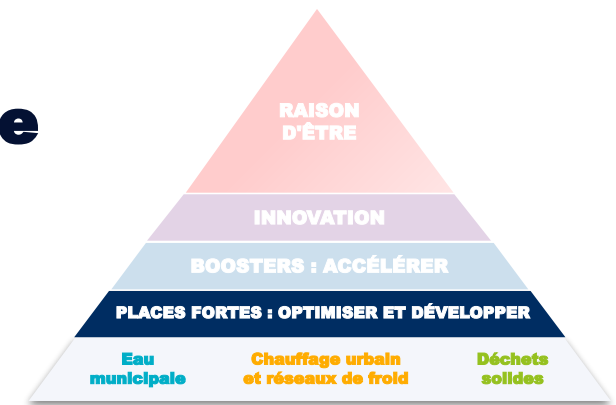 e
RAISON
D'ÊTRE
INNOVATION
BOOSTERS : ACCÉLÉRER
PLACES FORTES : OPTIMISER ET DÉVELOPPER
Eau
municipale
Chauffage urbain
et réseaux de froid
Déchets
solides